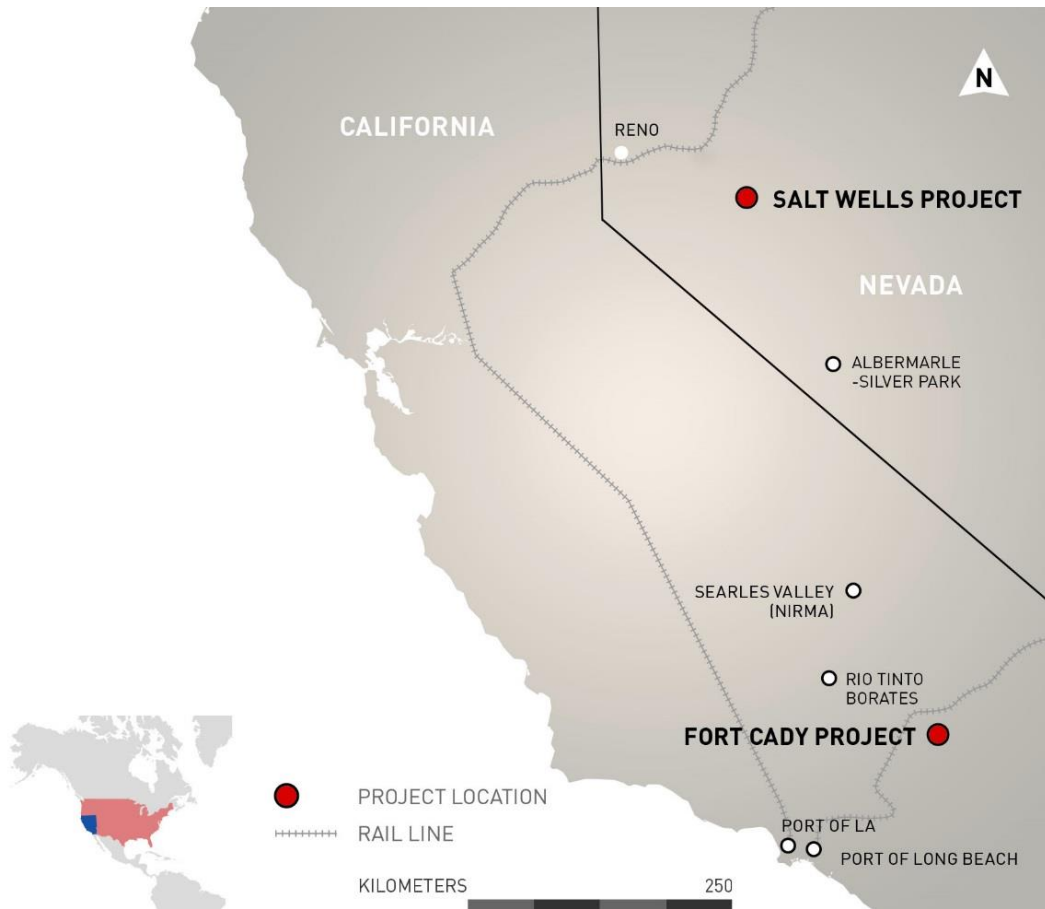 N
CALIFORNIA
RENO
SALT WELLS PROJECT
NEVADA
ALBERMARLE
-SILVER PARK
SEARLES VALLEY
(NIRMA)
RIO TINTO
BORATES
FORT CADY PROJECT
PROJECT LOCATION
RAIL LINE
PORT OF LA
PORT OF LONG BEACH
KILOMETERS 250